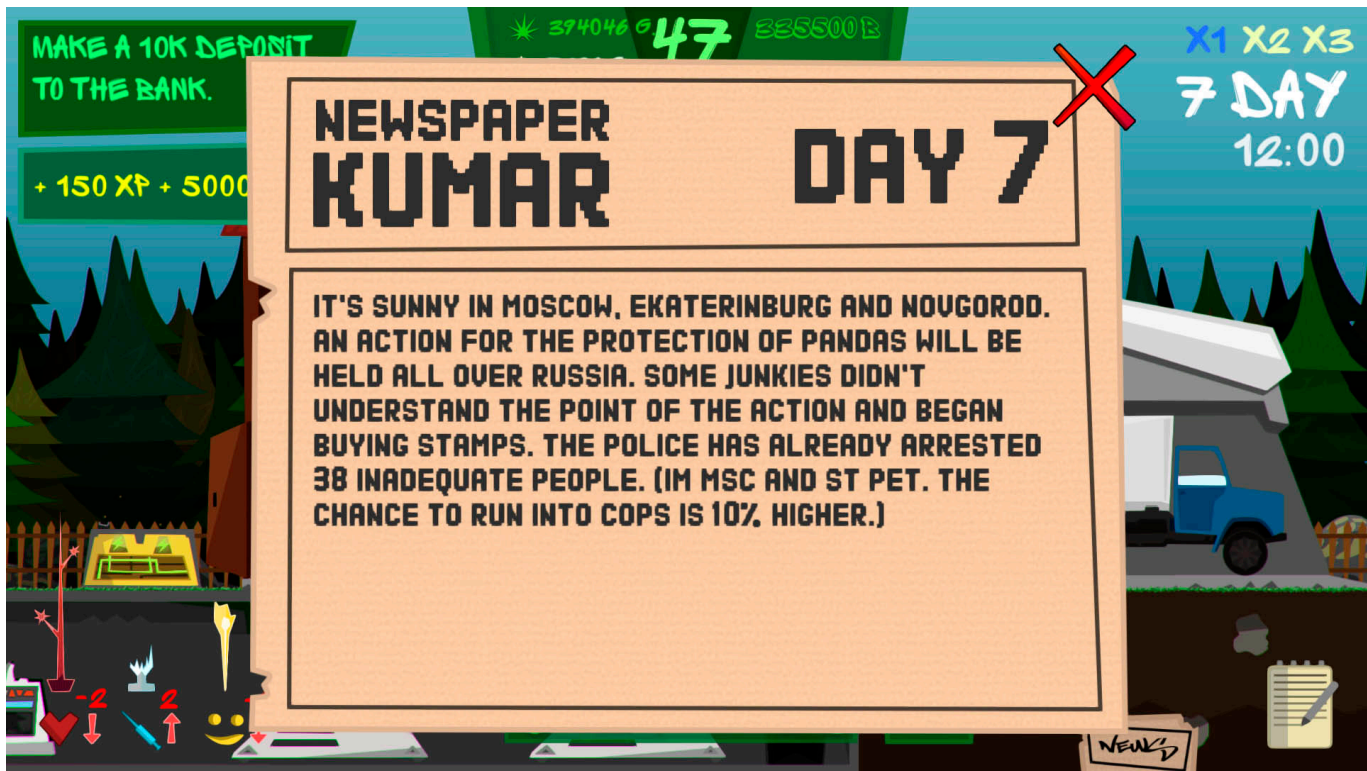 MAKE A 10K DEPOSIT
TO THE BANK.
+ 150 XP + 5000
394046 G
47
335500 B
X1 X2 X3
7 DAY
12:00
NEWSPAPER
KUMAR
DAY 7
IT'S SUNNY IN MOSCOW, EKATERINBURG AND NOVGOROD.
AN ACTION FOR THE PROTECTION OF PANDAS WILL BE
HELD ALL OVER RUSSIA. SOME JUNKIES DIDN'T
UNDERSTAND THE POINT OF THE ACTION AND BEGAN
BUYING STAMPS. THE POLICE HAS ALREADY ARRESTED
38 INADEQUATE PEOPLE. (IM MSC AND ST PET. THE
CHANCE TO RUN INTO COPS IS 10% HIGHER.)
-2
2
NEWS